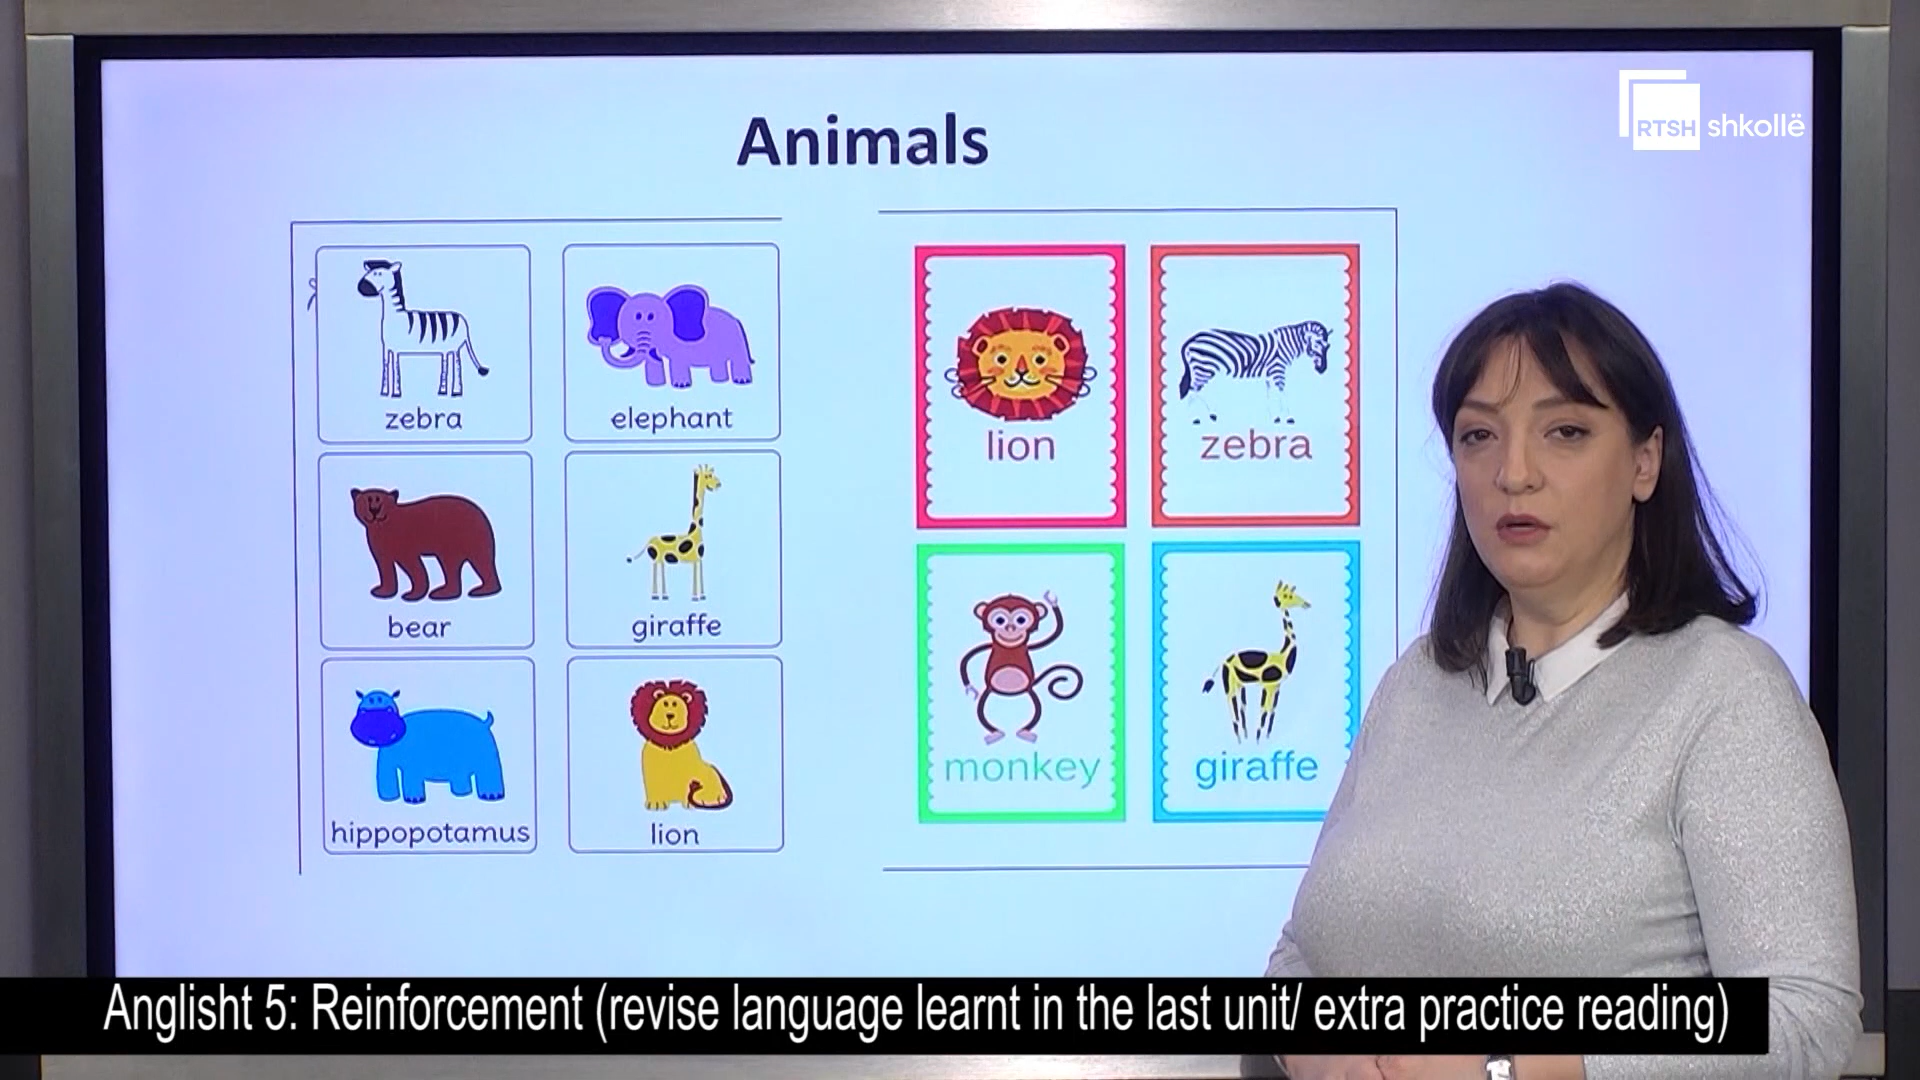 RTSH shkollë
Animals
zebra
elephant
bear
giraffe
hippopotamus
lion
lion
zebra
monkey
giraffe
Anglisht 5: Reinforcement (revise language learnt in the last unit/ extra practice reading)